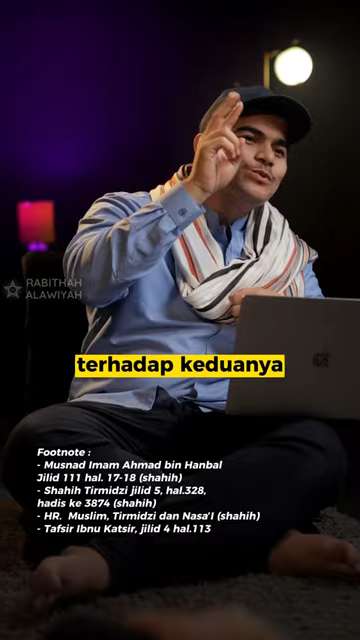 RABITHAH
ALAWIYAH
terhadap keduanya
Footnote :
- Musnad Imam Ahmad bin Hanbal
Jilid 111 hal. 17-18 (shahih)
- Shahih Tirmidzi jilid 5, hal.328,
hadis ke 3874 (shahih)
- HR. Muslim, Tirmidzi dan Nasa'I (shahih)
- Tafsir Ibnu Katsir, jilid 4 hal.113